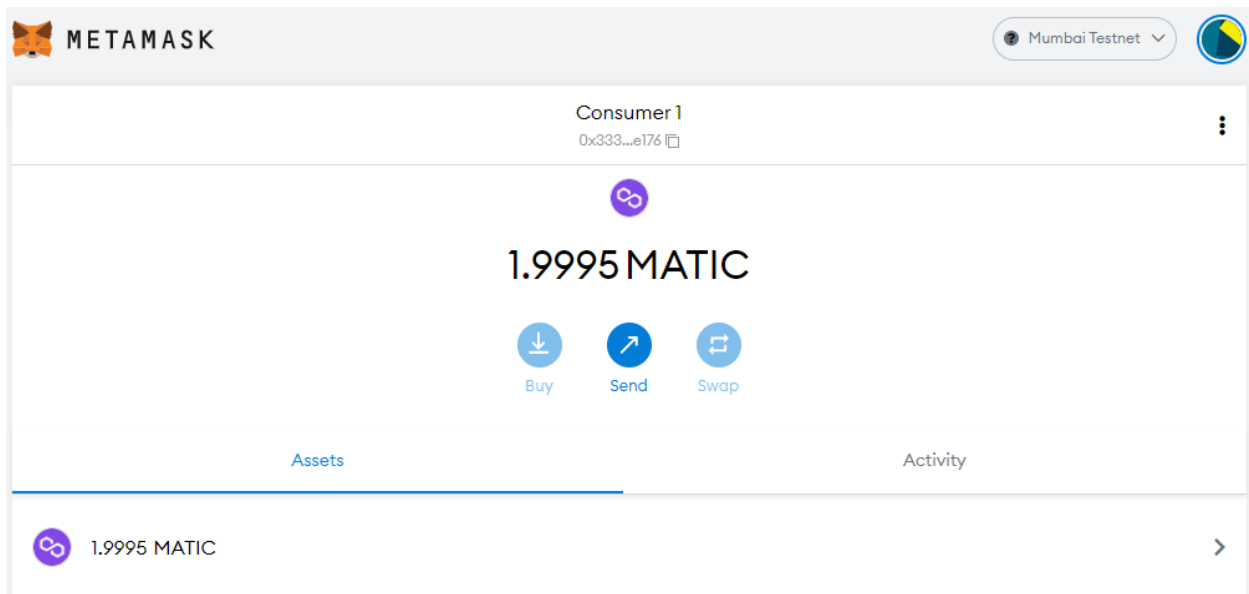 METAMASK
? Mumbai Testnet
Consumer 1
0x333...e176
1.9995 MATIC
Buy Send Swap
Assets Activity
1.9995 MATIC